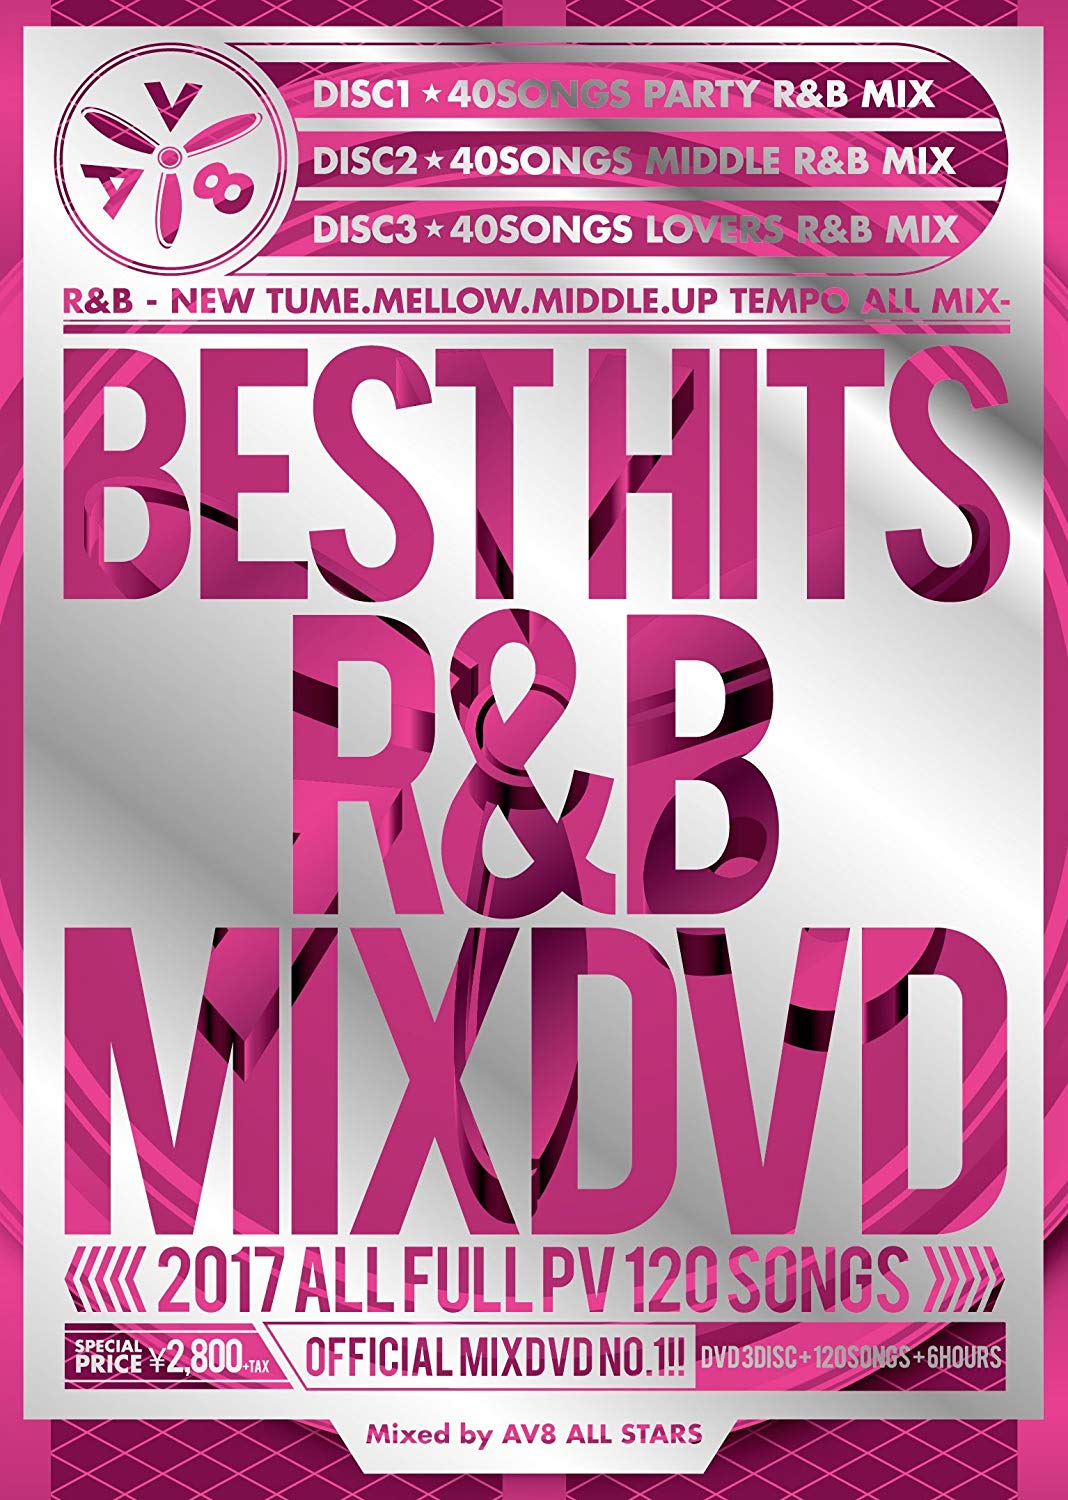 AV8
DISC1★40SONGS PARTY R&B MIX
DISC2★40SONGS MIDDLE R&B MIX
DISC3★40SONGS LOVERS R&B MIX
R&B - NEW TUME.MELLOW.MIDDLE.UP TEMPO ALL MIX-
BEST HITS
R&B
MIXDVD
2017 ALL FULL PV 120 SONGS
SPECIAL PRICE ¥2,800+TAX
OFFICIAL MIXDVD NO.1!!
DVD3DISC+120SONGS+6HOURS
Mixed by AV8 ALL STARS